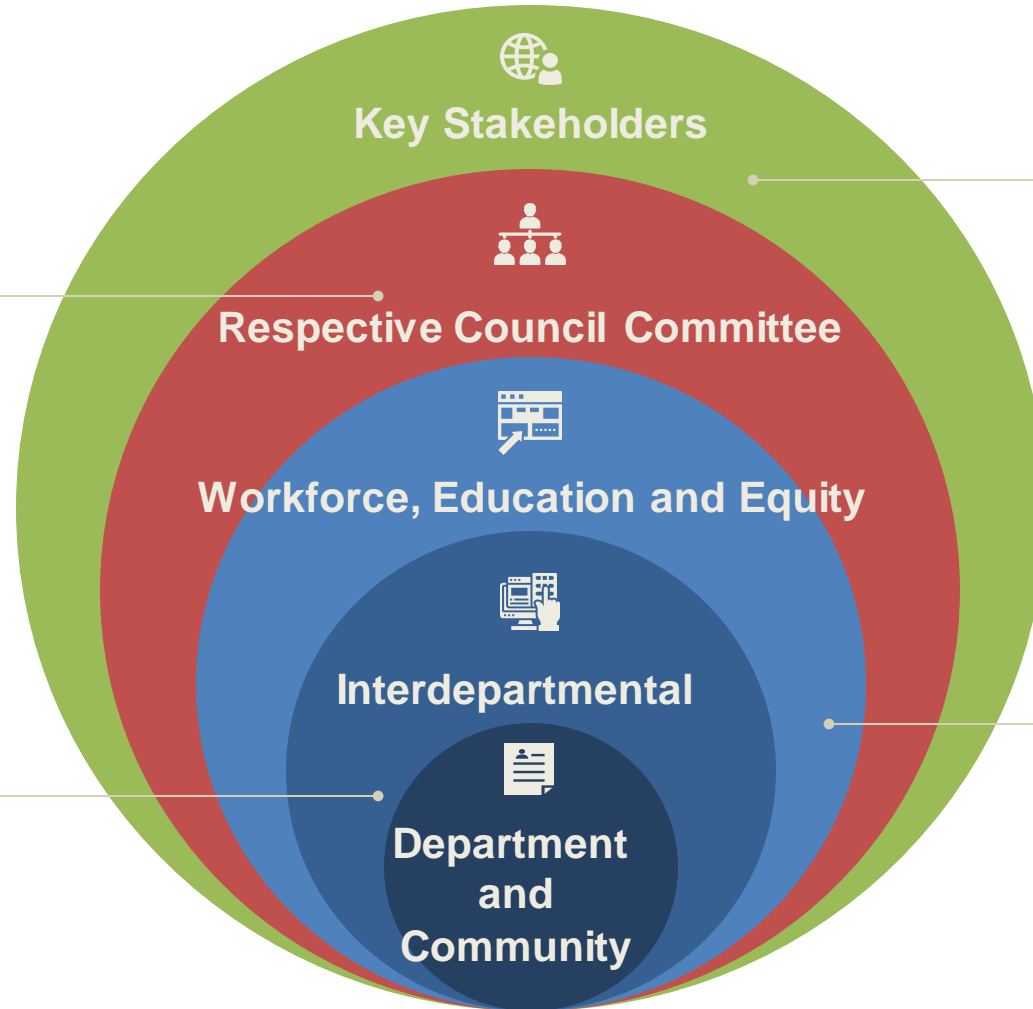 Key Stakeholders
Respective Council Committee
Workforce, Education and Equity
Interdepartmental
Department
and
Community